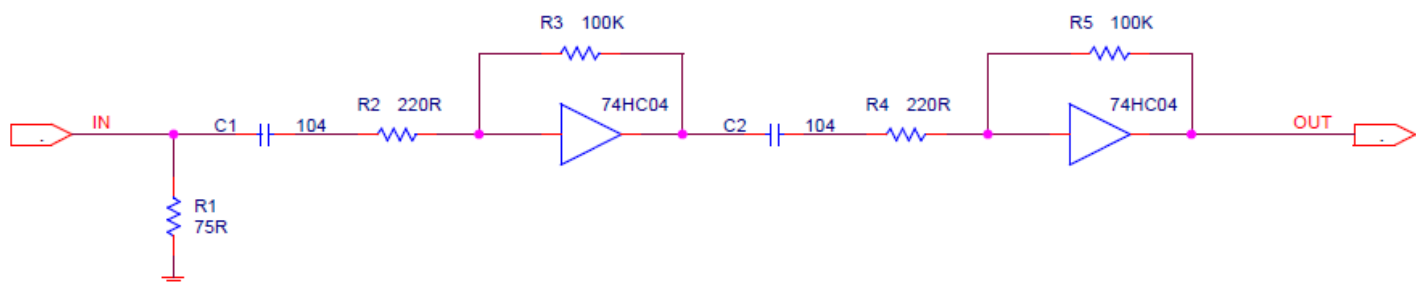 R3 100K
R5 100K
R2 220R
74HC04
R4 220R
74HC04
IN
C1
104
C2
104
OUT
R1
75R